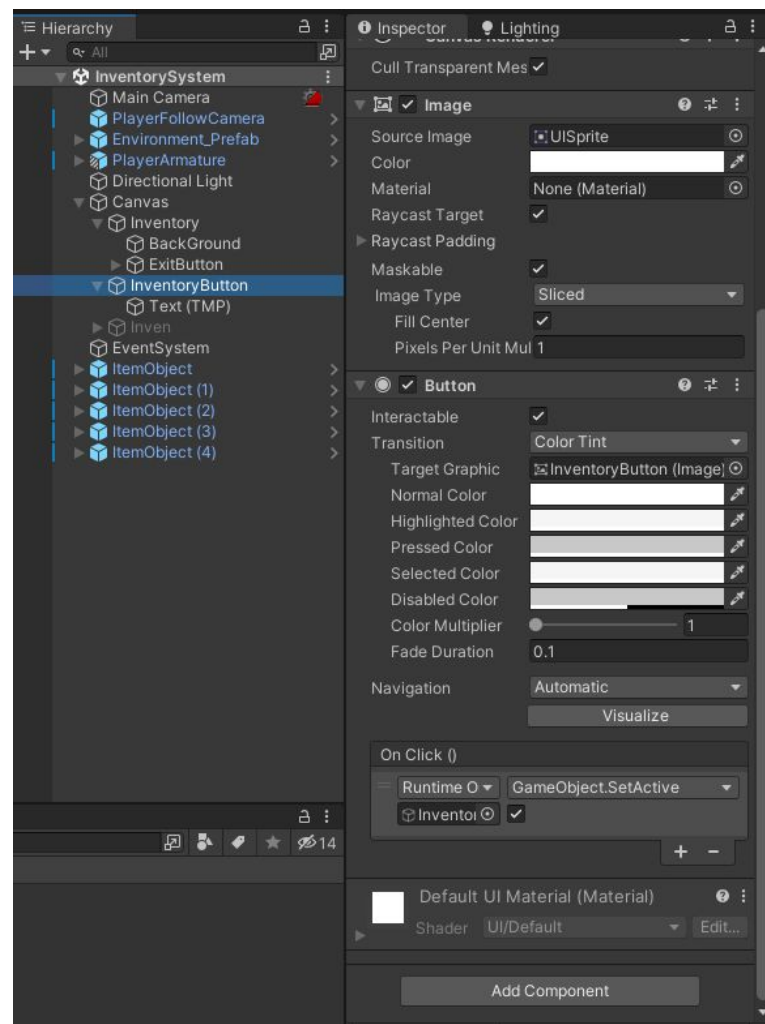 Hierarchy
All
InventorySystem
Main Camera
PlayerFollowCamera
Environment_Prefab
PlayerArmature
Directional Light
Canvas
Inventory
BackGround
ExitButton
InventoryButton
Text (TMP)
Inven
EventSystem
ItemObject
ItemObject (1)
ItemObject (2)
ItemObject (3)
ItemObject (4)
14
Inspector
Lighting
Cull Transparent Mes
Image
Source Image UISprite
Color
Material None (Material)
Raycast Target
Raycast Padding
Maskable
Image Type Sliced
Fill Center
Pixels Per Unit Mul 1
Button
Interactable
Transition Color Tint
Target Graphic InventoryButton (Image)
Normal Color
Highlighted Color
Pressed Color
Selected Color
Disabled Color
Color Multiplier 1
Fade Duration 0.1
Navigation Automatic
Visualize
On Click ()
Runtime O GameObject.SetActive
Inventor
Default UI Material (Material)
Shader UI/Default Edit...
Add Component